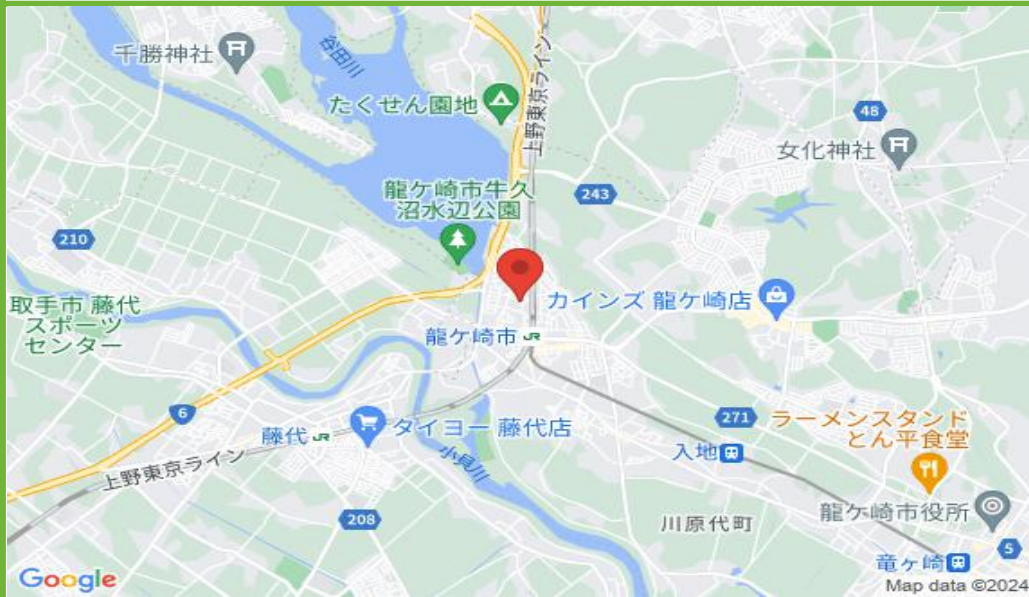 千勝神社
谷田川
上野東京ライン
たくせん園地
48
女化神社
龍ケ崎市牛久
沼水辺公園
243
210
取手市 藤代
スポーツ
センター
カインズ 龍ケ崎店
龍ケ崎市 JR
6
271
ラーメンスタンド
とん平食堂
藤代 JR
タイヨー 藤代店
入地
上野東京ライン
小貝川
208
川原代町
龍ケ崎市役所
5
竜ヶ崎
Google
Map data ©2024